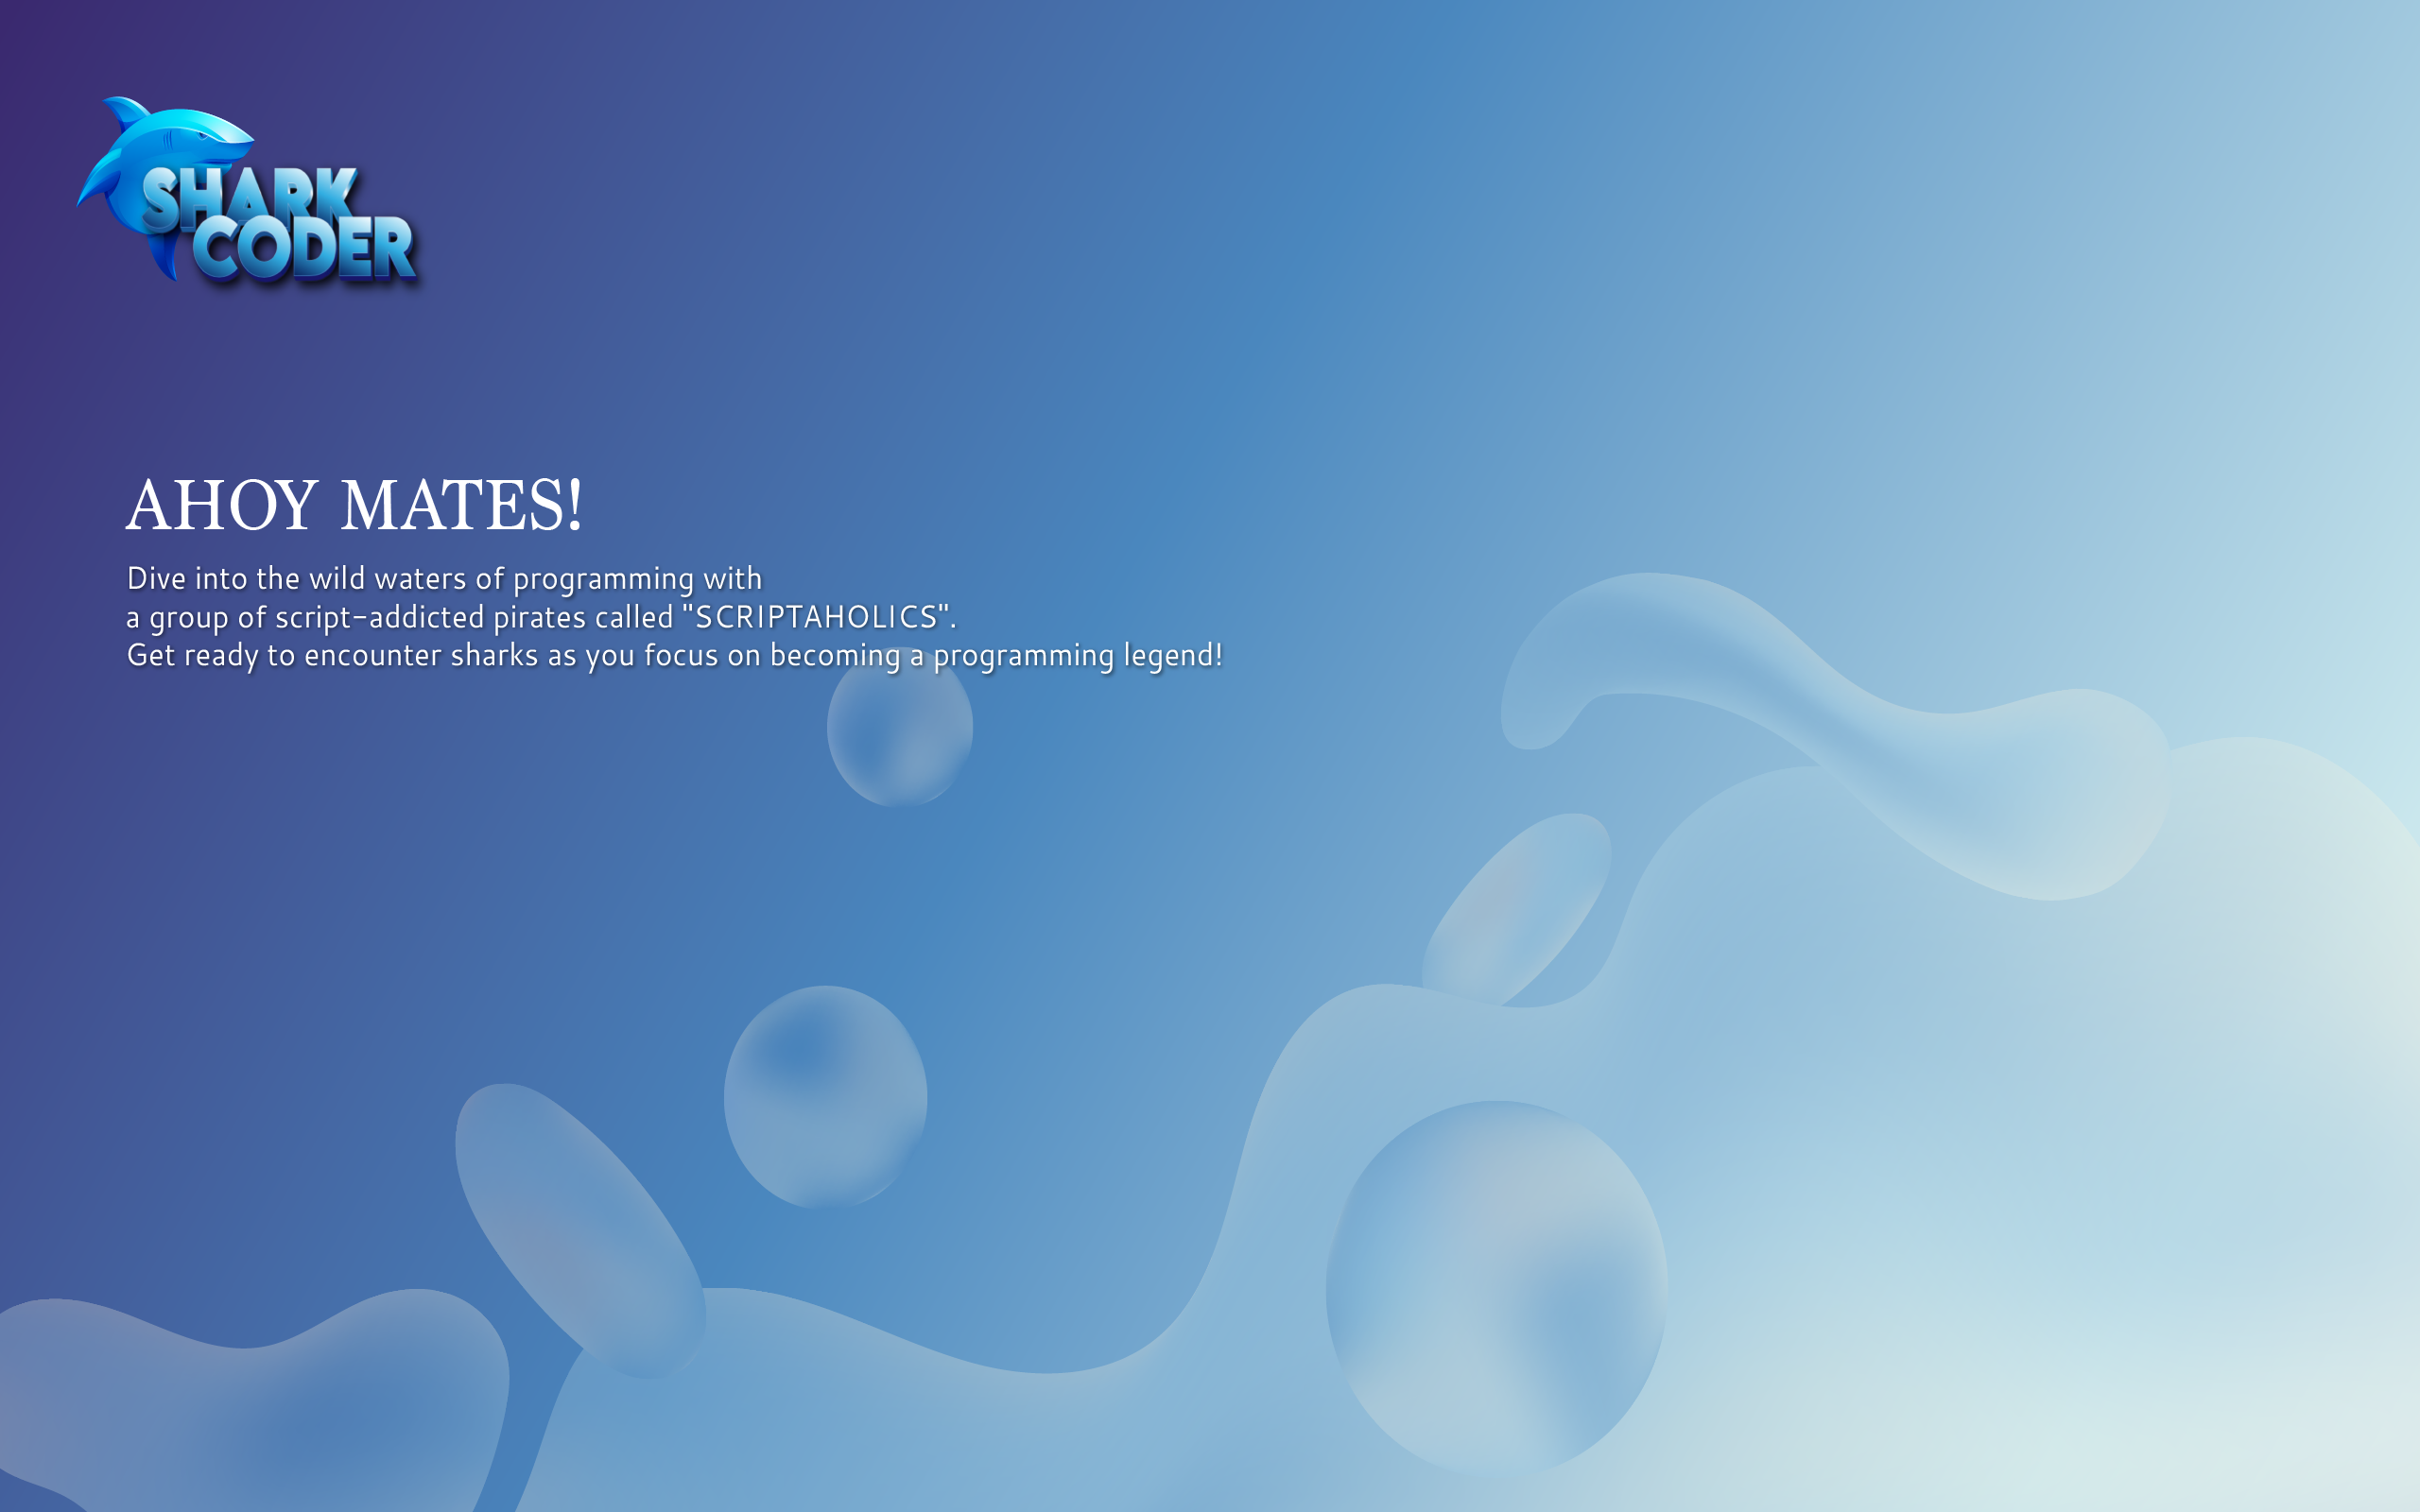 SHARK
CODER
AHOY MATES!
Dive into the wild waters of programming with
a group of script-addicted pirates called "SCRIPTAHOLICS".
Get ready to encounter sharks as you focus on becoming a programming legend!